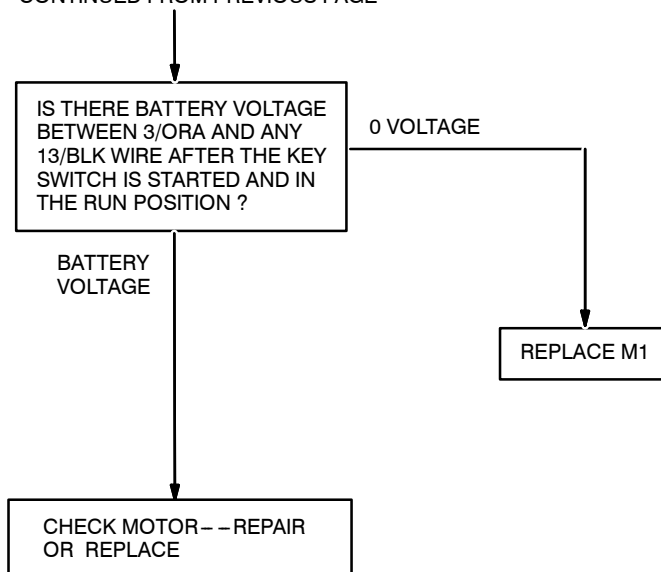 CONTINUED FROM PREVIOUS PAGE
IS THERE BATTERY VOLTAGE
BETWEEN 3/ORA AND ANY
13/BLK WIRE AFTER THE KEY
SWITCH IS STARTED AND IN
THE RUN POSITION ?
0 VOLTAGE
BATTERY
VOLTAGE
REPLACE M1
CHECK MOTOR– –REPAIR
OR REPLACE